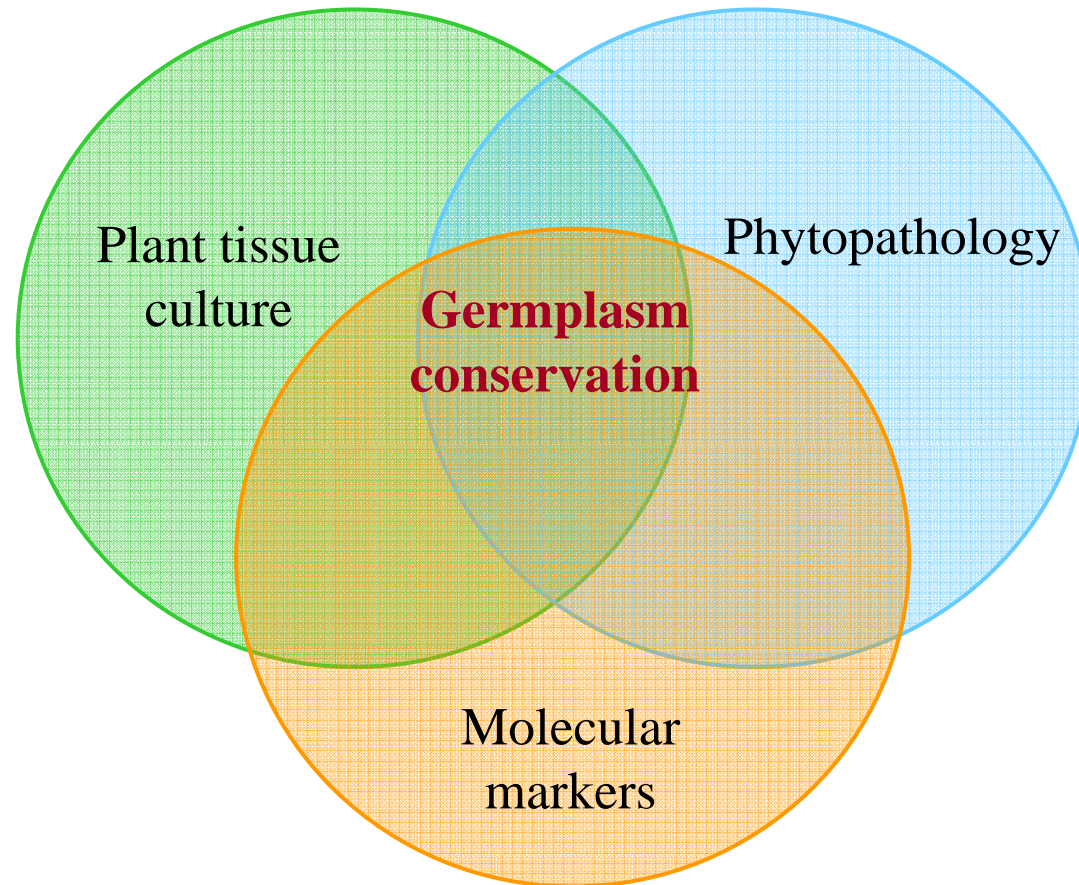 Plant tissue
culture
Phytopathology
Germplasm
conservation
Molecular
markers